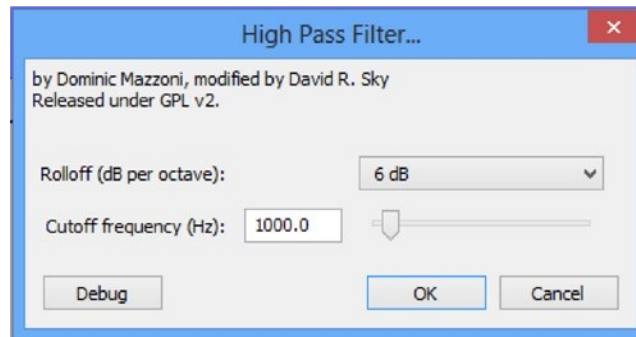 High Pass Filter...
by Dominic Mazzoni, modified by David R. Sky
Released under GPL v2.
Rolloff (dB per octave): 6 dB
Cutoff frequency (Hz): 1000.0
Debug OK Cancel